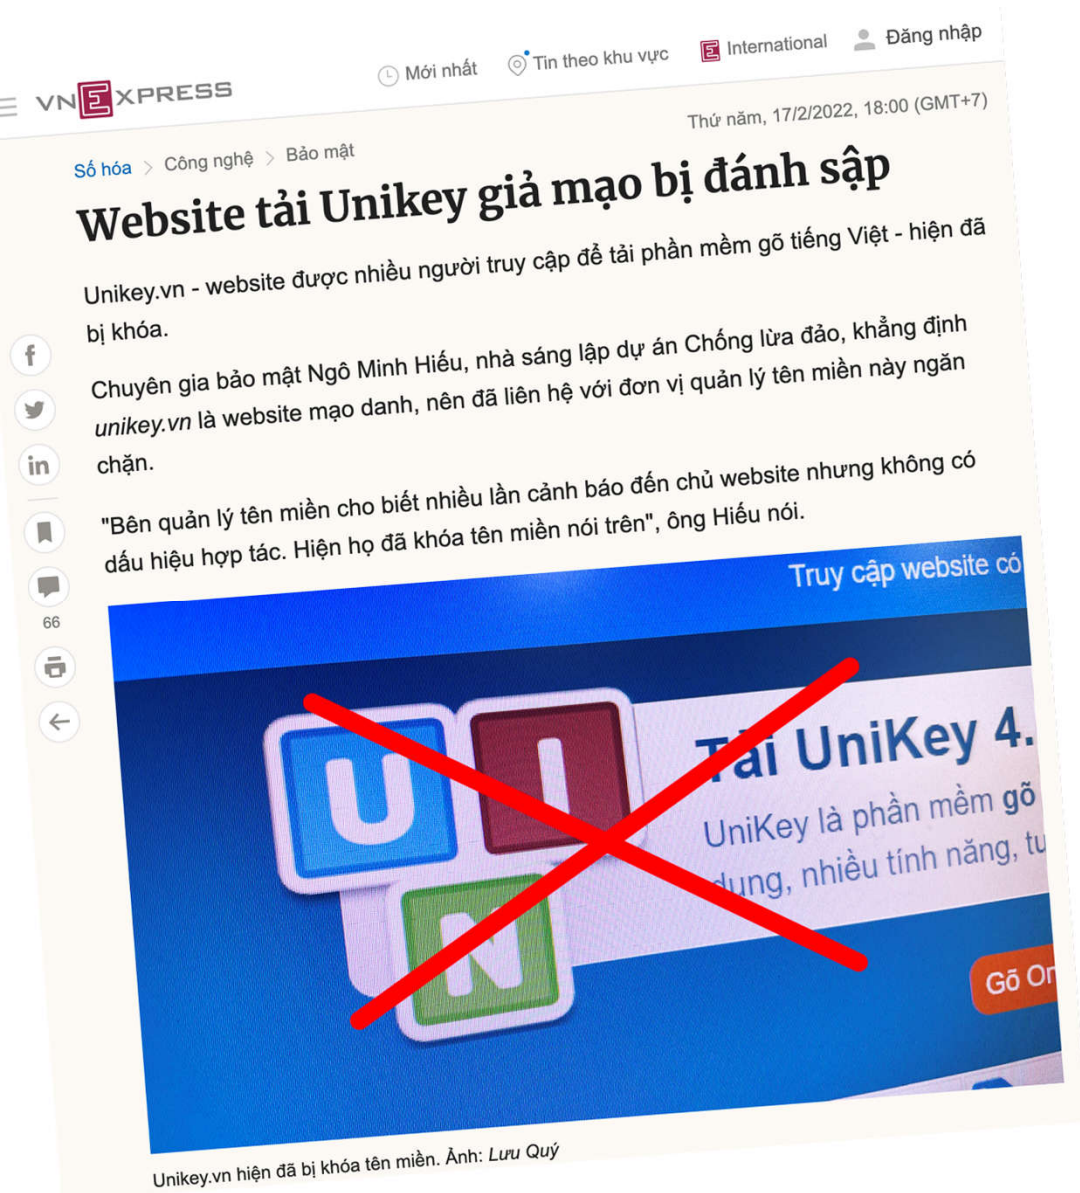 VNEXPRESS
Mới nhất
Tin theo khu vực
International
Đăng nhập
Số hóa > Công nghệ > Bảo mật
Thứ năm, 17/2/2022, 18:00 (GMT+7)
Website tải Unikey giả mạo bị đánh sập
Unikey.vn - website được nhiều người truy cập để tải phần mềm gõ tiếng Việt - hiện đã
bị khóa.
Chuyên gia bảo mật Ngô Minh Hiếu, nhà sáng lập dự án Chống lừa đảo, khẳng định
unikey.vn là website mạo danh, nên đã liên hệ với đơn vị quản lý tên miền này ngăn
chặn.
"Bên quản lý tên miền cho biết nhiều lần cảnh báo đến chủ website nhưng không có
dấu hiệu hợp tác. Hiện họ đã khóa tên miền nói trên", ông Hiếu nói.
f
in
66
Truy cập website có
U I
N
Tải UniKey 4.
UniKey là phần mềm gõ
dụng, nhiều tính năng, tu
Gõ On
Unikey.vn hiện đã bị khóa tên miền. Ảnh: Lưu Quý